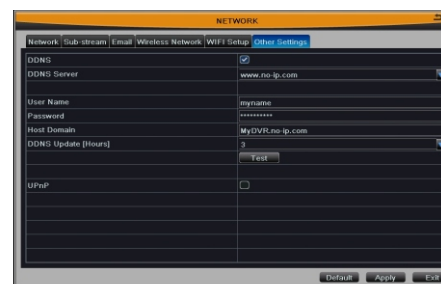 NETWORK
Network Sub-stream Email Wireless Network WIFI Setup Other Settings
DDNS
DDNS Server www.no-ip.com
User Name myname
Password **********
Host Domain MyDVR.no-ip.com
DDNS Update [Hours] 3
Test
UPnP
Default Apply Exit